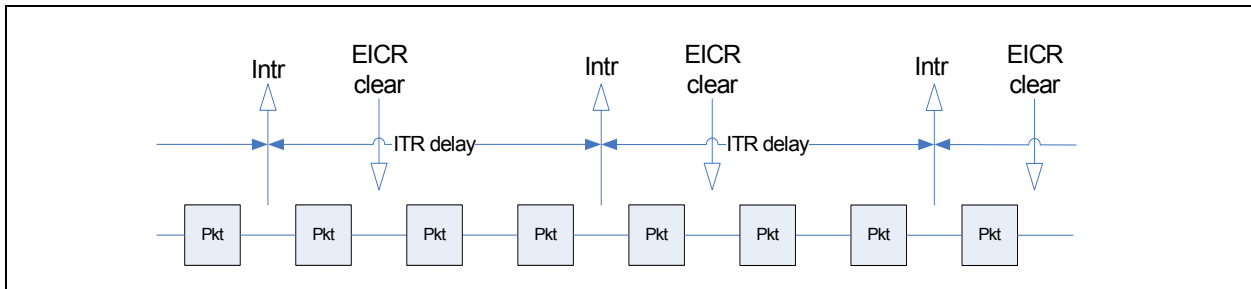 Intr
EICR
clear
Intr
EICR
clear
Intr
EICR
clear
ITR delay
ITR delay
Pkt
Pkt
Pkt
Pkt
Pkt
Pkt
Pkt
Pkt